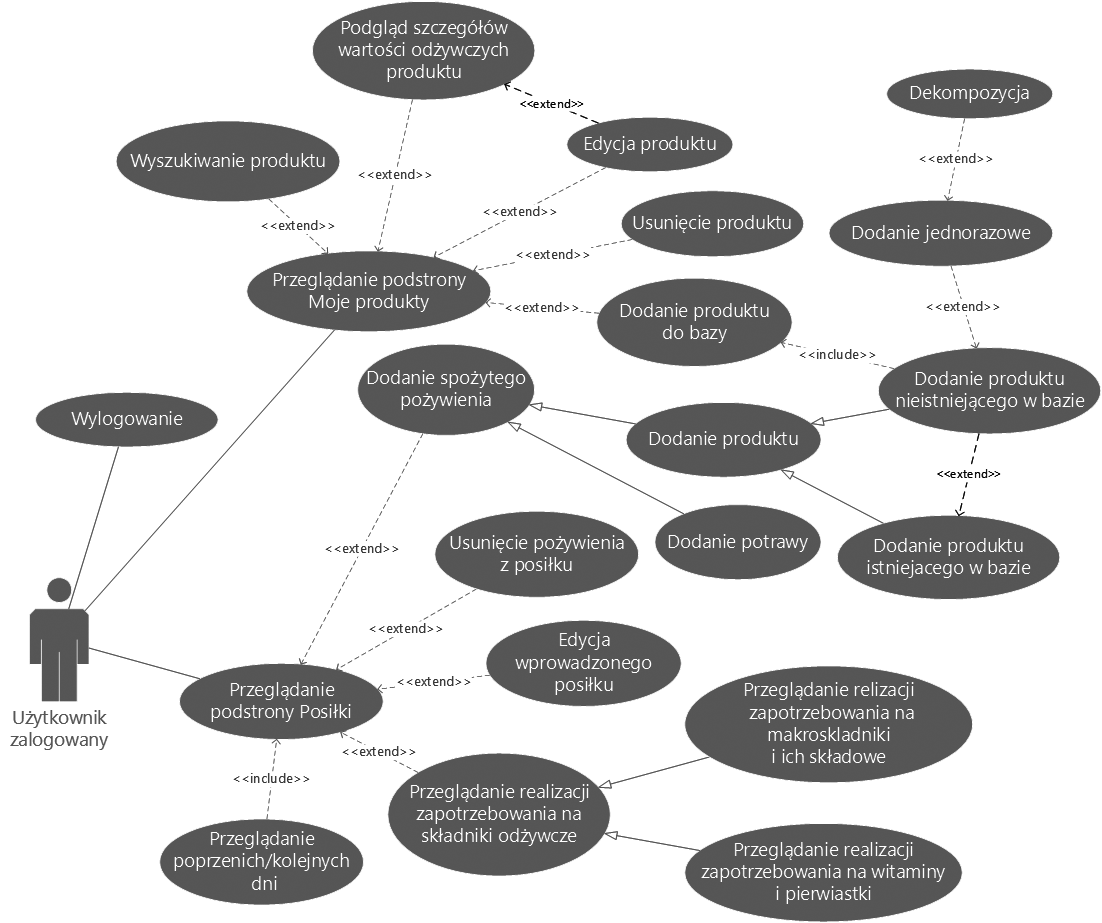 Podgląd szczegółów
wartości odżywczych
produktu
<<extend>>
Dekompozycja
Edycja produktu
Wyszukiwanie produktu
<<extend>>
<<extend>>
<<extend>>
<<extend>>
Usunięcie produktu
<<extend>>
Dodanie jednorazowe
<<extend>>
Przeglądanie podstrony
Moje produkty
<<extend>>
Dodanie produktu
do bazy
<<extend>>
<<include>>
Dodanie spożytego
pożywienia
Dodanie produktu
nieistniejącego w bazie
Wylogowanie
Dodanie produktu
<<extend>>
<<extend>>
Usunięcie pożywienia
z posiłku
Dodanie potrawy
Dodanie produktu
istniejacego w bazie
<<extend>>
Edycja
wprowadzonego
posiłku
<<extend>>
Użytkownik
zalogowany
Przeglądanie
podstrony Posiłki
Przeglądanie relizacji
zapotrzebowania na
makroskladniki
i ich składowe
<<extend>>
<<include>>
Przeglądanie realizacji
zapotrzebowania na
składniki odżywcze
Przeglądanie
poprzenich/kolejnych
dni
Przeglądanie realizacji
zapotrzebowania na witaminy
i pierwiastki